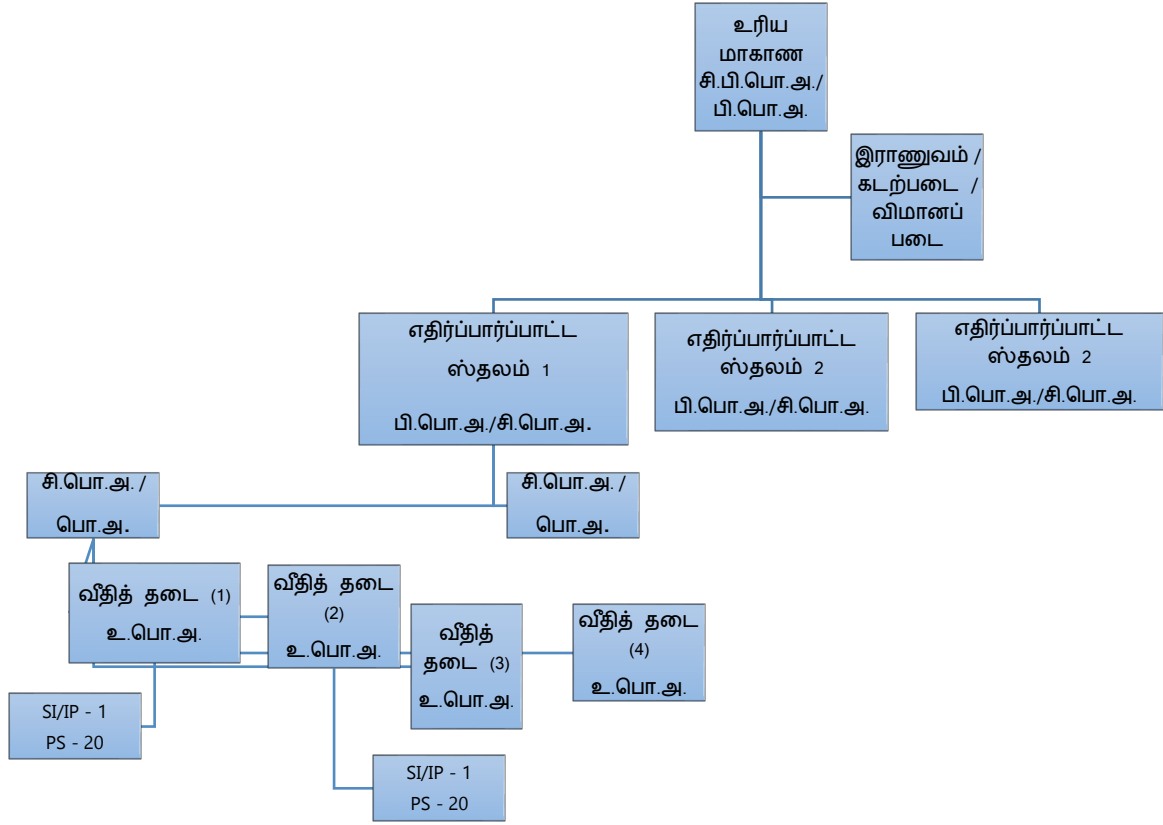 உரிய
மாகாண
சி.பி.பொ.அ./
பி.பொ.அ.
இராணுவம் /
கடற்படை /
விமானப்
படை
எதிர்ப்பார்ப்பாட்ட
ஸ்தலம் 1
பி.பொ.அ./சி.பொ.அ.
எதிர்ப்பார்ப்பாட்ட
ஸ்தலம் 2
பி.பொ.அ./சி.பொ.அ.
எதிர்ப்பார்ப்பாட்ட
ஸ்தலம் 2
பி.பொ.அ./சி.பொ.அ.
சி.பொ.அ. /
பொ.அ.
சி.பொ.அ. /
பொ.அ.
வீதித் தடை (1)
உ.பொ.அ.
வீதித் தடை
(2)
உ.பொ.அ.
வீதித்
தடை (3)
உ.பொ.அ.
வீதித் தடை
(4)
உ.பொ.அ.
SI/IP - 1
PS - 20
SI/IP - 1
PS - 20